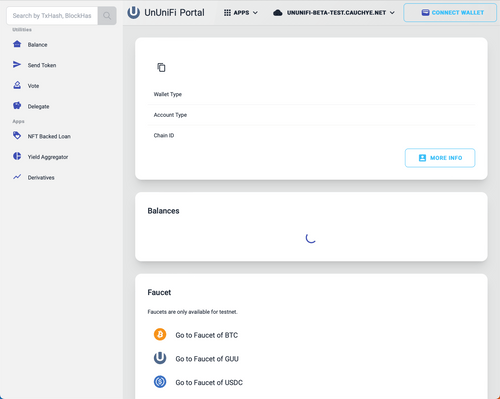 Search by TxHash, BlockHas
UnUniFi Portal
APPS
UNUNIFI-BETA-TEST.CAUCHYE.NET
CONNECT WALLET
Utilities
Balance
Send Token
Vote
Delegate
Apps
NFT Backed Loan
Yield Aggregator
Derivatives
Wallet Type
Account Type
Chain ID
MORE INFO
Balances
Faucet
Faucets are only available for testnet.
Go to Faucet of BTC
Go to Faucet of GUU
Go to Faucet of USDC